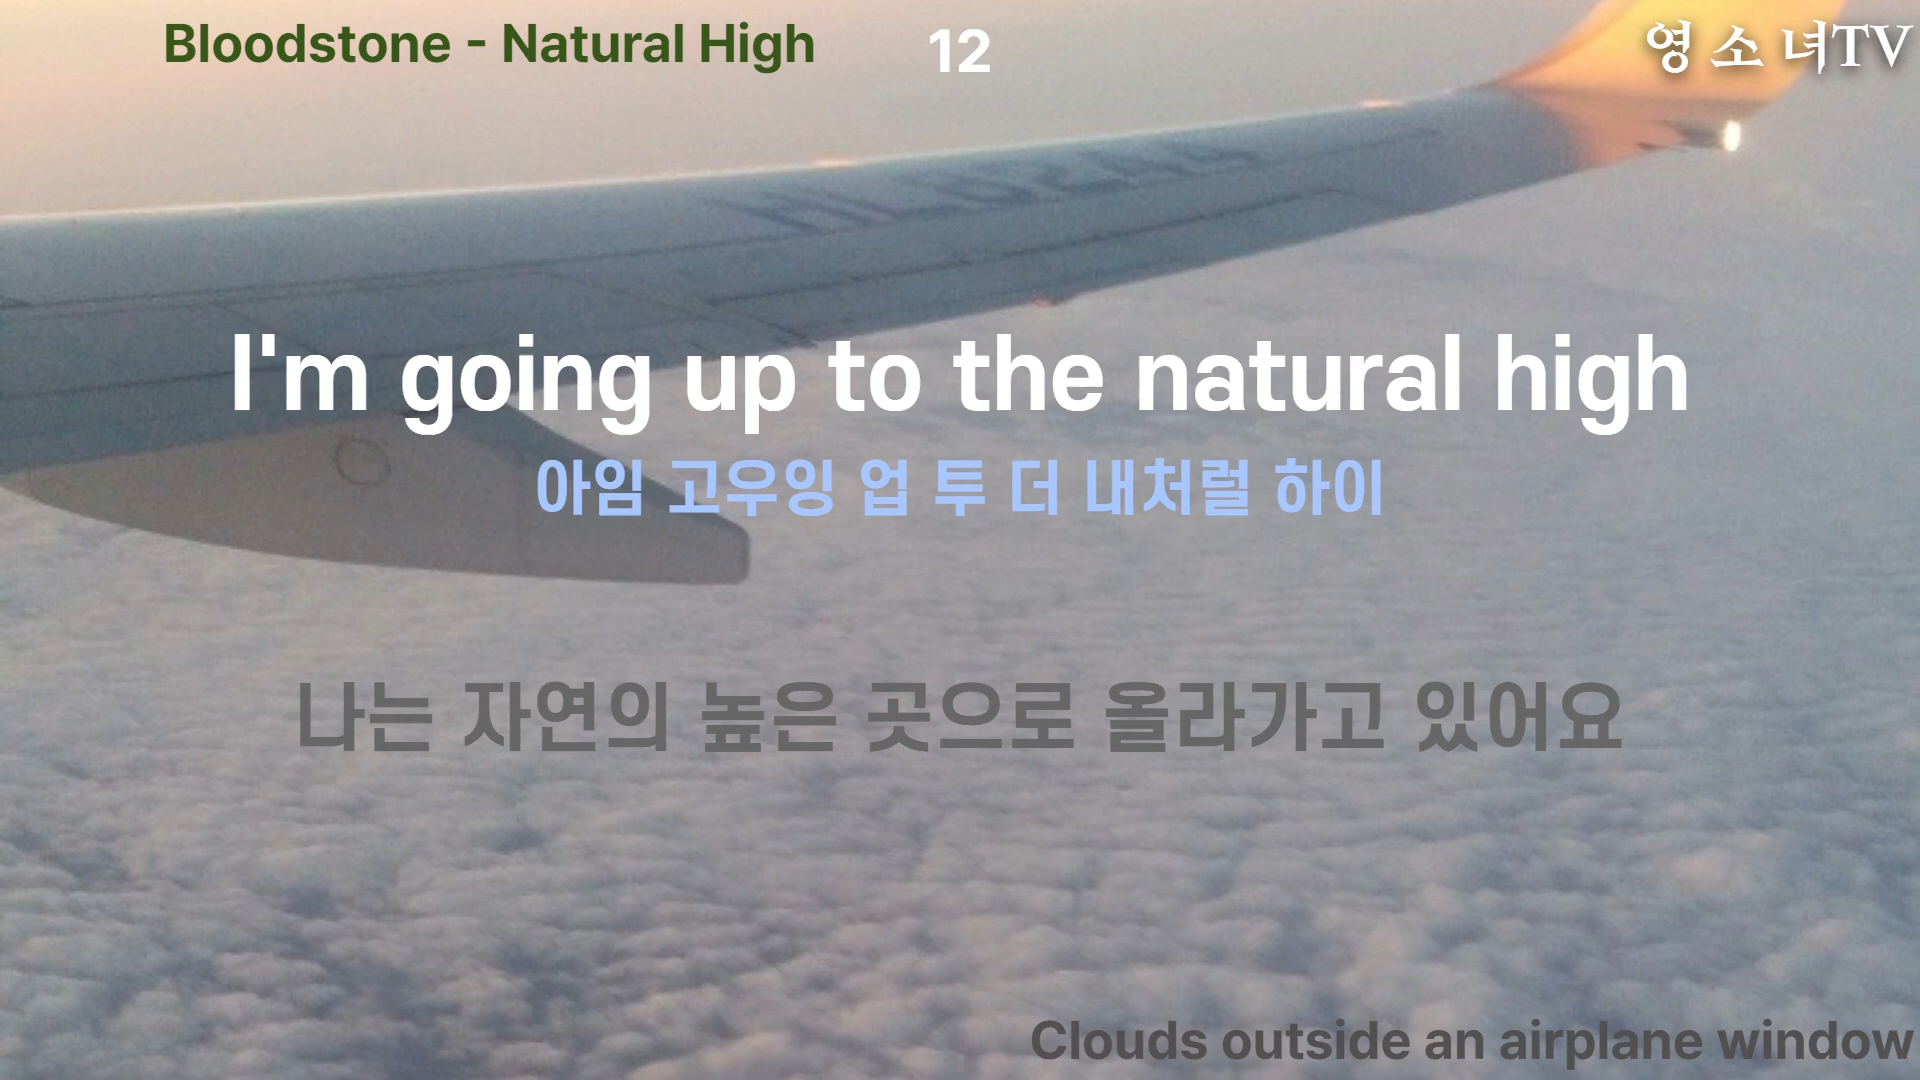 Bloodstone - Natural High
12
영 소 녀TV
I'm going up to the natural high
아임 고우잉 업 투 더 내처럴 하이
나는 자연의 높은 곳으로 올라가고 있어요
Clouds outside an airplane window